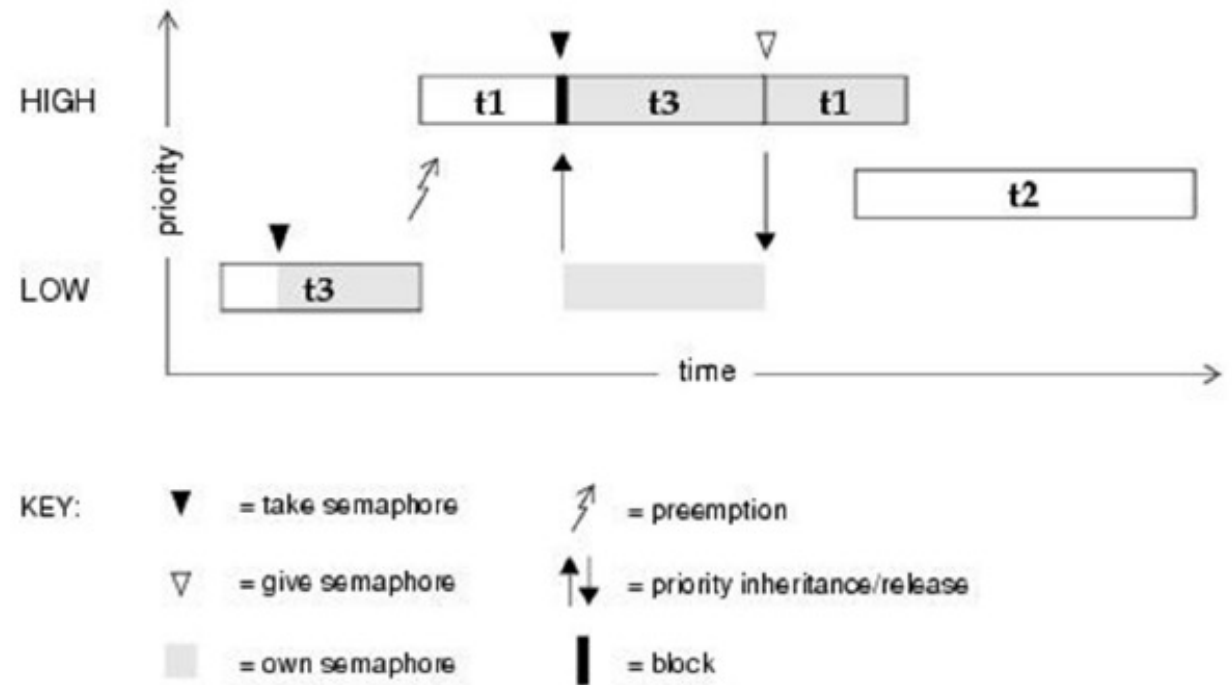 HIGH
t1
t3
t1
priority
t2
LOW
t3
time
KEY:
= take semaphore
= preemption
= give semaphore
= priority inheritance/release
= own semaphore
= block